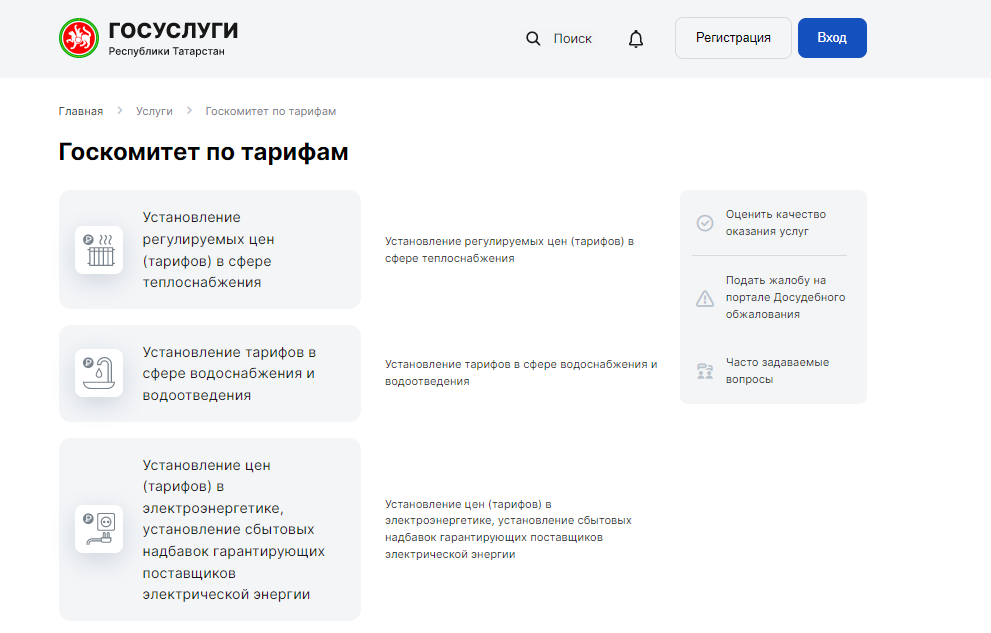 ГОСУСЛУГИ
Республики Татарстан
Поиск
Регистрация
Вход
Главная
Услуги
Госкомитет по тарифам
Госкомитет по тарифам
Установление
регулируемых цен
(тарифов) в сфере
теплоснабжения
Установление регулируемых цен (тарифов) в
сфере теплоснабжения
Установление тарифов в
сфере водоснабжения и
водоотведения
Установление тарифов в сфере водоснабжения и
водоотведения
Установление цен
(тарифов) в
электроэнергетике,
установление сбытовых
надбавок гарантирующих
поставщиков
электрической энергии
Установление цен (тарифов) в
электроэнергетике, установление сбытовых
надбавок гарантирующих поставщиков
электрической энергии
Оценить качество
оказания услуг
Подать жалобу на
портале Досудебного
обжалования
Часто задаваемые
вопросы